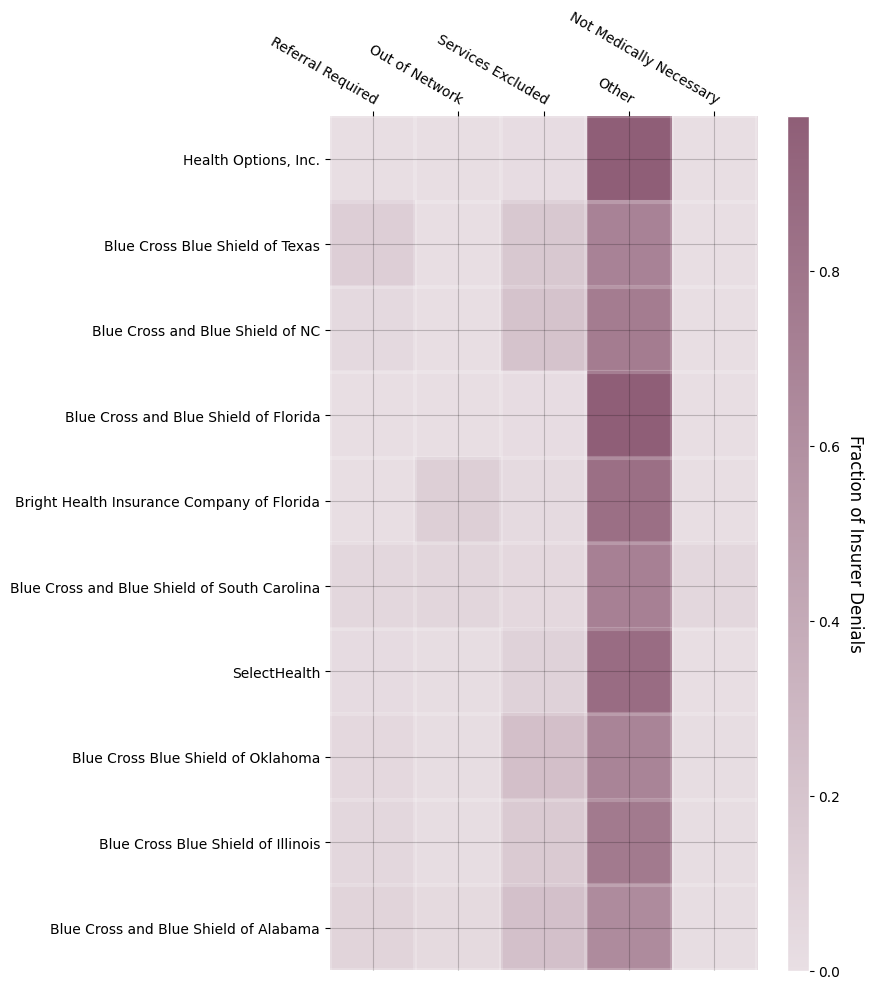 Referral Required
Out of Network
Services Excluded
Other
Not Medically Necessary
Health Options, Inc.
Blue Cross Blue Shield of Texas
Blue Cross and Blue Shield of NC
Blue Cross and Blue Shield of Florida
Bright Health Insurance Company of Florida
Blue Cross and Blue Shield of South Carolina
SelectHealth
Blue Cross Blue Shield of Oklahoma
Blue Cross Blue Shield of Illinois
Blue Cross and Blue Shield of Alabama
0.8
0.6
0.4
0.2
0.0
Fraction of Insurer Denials